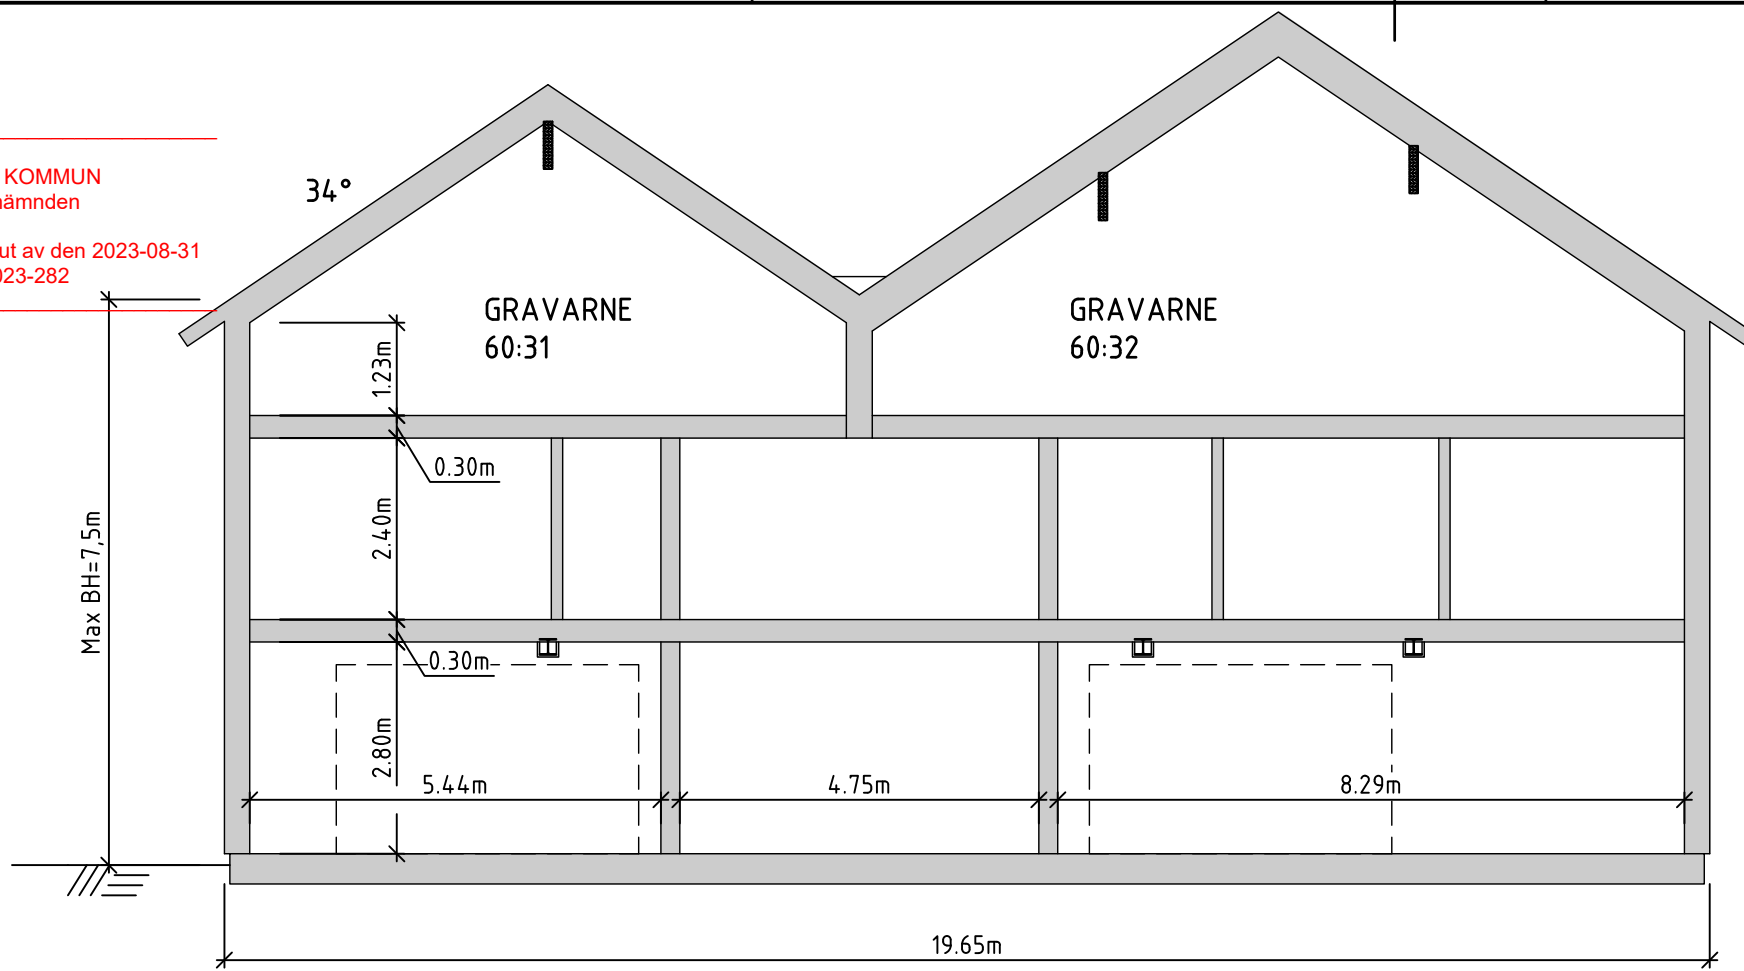 KOMMUN
nämnden
ut av den 2023-08-31
023-282
34°
GRAVARNE
60:31
GRAVARNE
60:32
1.23m
0.30m
2.40m
Max BH=7,5m
0.30m
2.80m
5.44m
4.75m
8.29m
19.65m